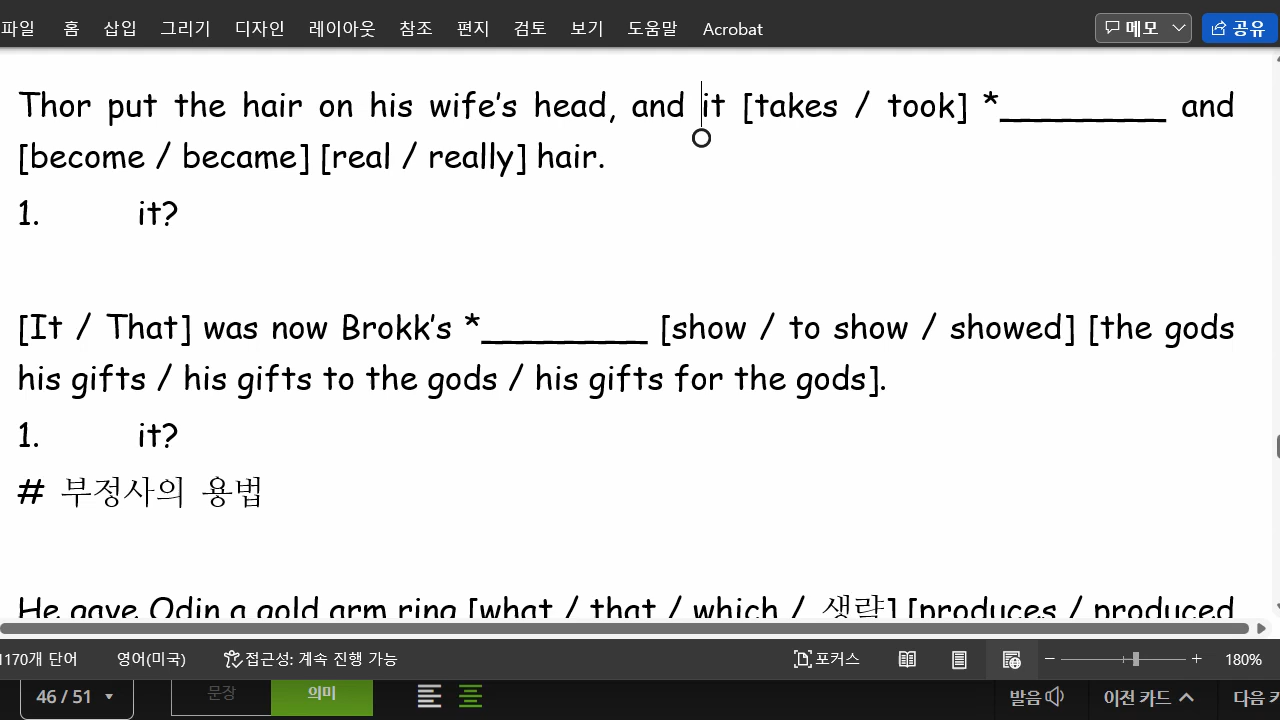 파일 홈 삽입 그리기 디자인 레이아웃 참조 편지 검토 보기 도움말 Acrobat 메모 공유
Thor put the hair on his wife's head, and it [takes / took] *________ and
[become / became] [real / really] hair.
1. it?
[It / That] was now Brokk's *________ [show / to show / showed] [the gods
his gifts / his gifts to the gods / his gifts for the gods].
1. it?
# 부정사의 용법
He gave Odin a gold arm ring [what / that / which / 생략] [produces / produced
1170개 단어 영어(미국) 접근성: 계속 진행 가능 포커스 180%
46 / 51 문장 의미 발음 이전 카드 다음